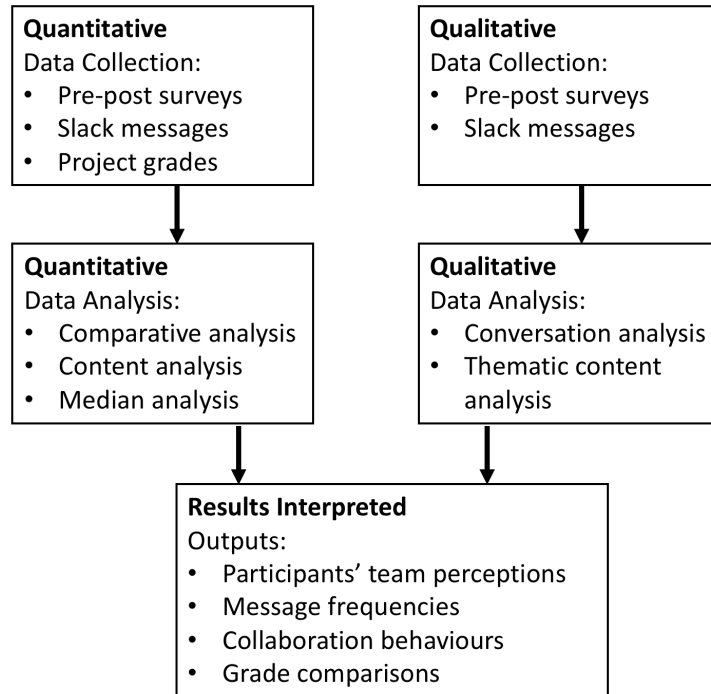 Quantitative
Data Collection:
• Pre-post surveys
• Slack messages
• Project grades
Qualitative
Data Collection:
• Pre-post surveys
• Slack messages
Quantitative
Data Analysis:
• Comparative analysis
• Content analysis
• Median analysis
Qualitative
Data Analysis:
• Conversation analysis
• Thematic content
analysis
Results Interpreted
Outputs:
• Participants’ team perceptions
• Message frequencies
• Collaboration behaviours
• Grade comparisons